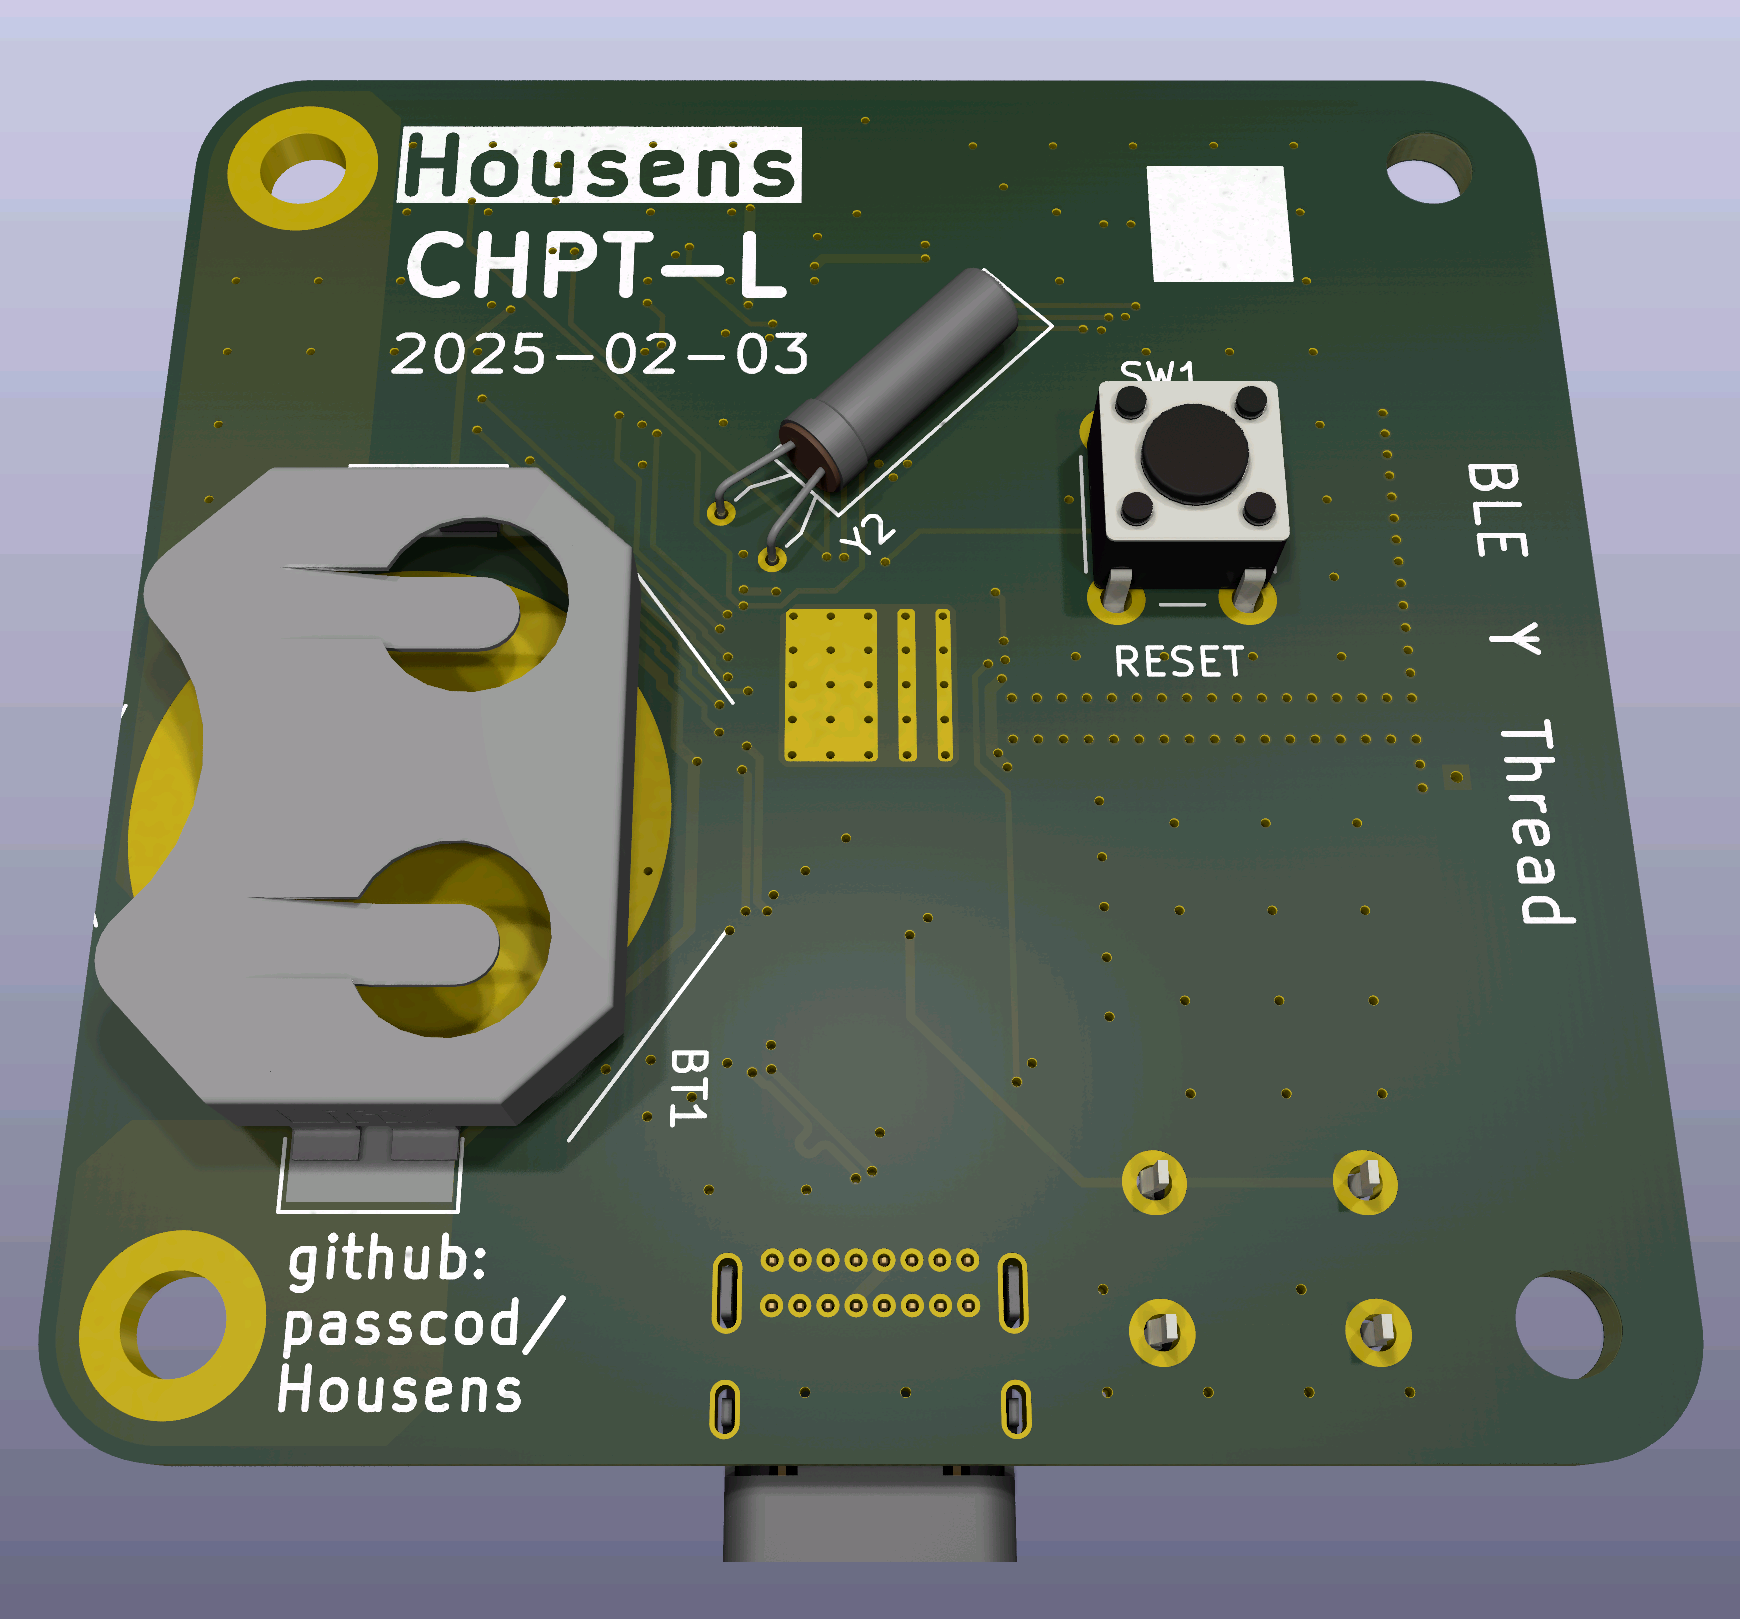 Housens
CHPT-L
2025-02-03
SW1
Y2
RESET
BLE Y Thread
BT1
github:
passcod/
Housens